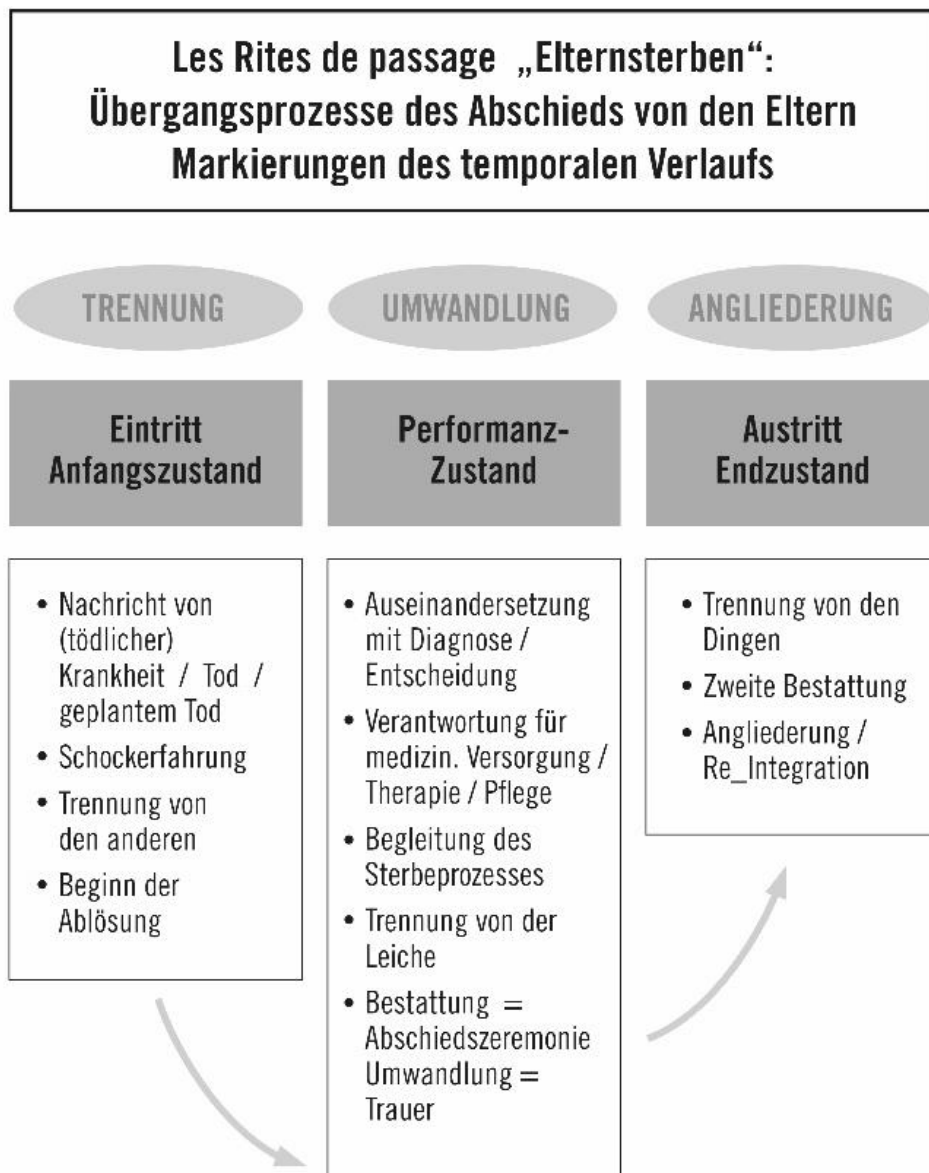 Les Rites de passage „Elternsterben“:
Übergangsprozesse des Abschieds von den Eltern
Markierungen des temporalen Verlaufs
TRENNUNG
Eintritt
Anfangszustand
• Nachricht von
(tödlicher)
Krankheit / Tod /
geplantem Tod
• Schockerfahrung
• Trennung von
den anderen
• Beginn der
Ablösung
UMWANDLUNG
Performanz-
Zustand
• Auseinandersetzung
mit Diagnose /
Entscheidung
• Verantwortung für
medizin. Versorgung /
Therapie / Pflege
• Begleitung des
Sterbeprozesses
• Trennung von der
Leiche
• Bestattung =
Abschiedszeremonie
Umwandlung =
Trauer
ANGLIEDERUNG
Austritt
Endzustand
• Trennung von den
Dingen
• Zweite Bestattung
• Angliederung /
Re_Integration